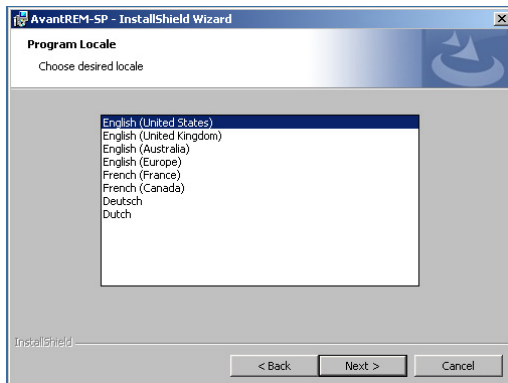 AvantREM-SP - InstallShield Wizard
Program Locale
Choose desired locale
English (United States)
English (United Kingdom)
English (Australia)
English (Europe)
French (France)
French (Canada)
Deutsch
Dutch
InstallShield
< Back Next > Cancel